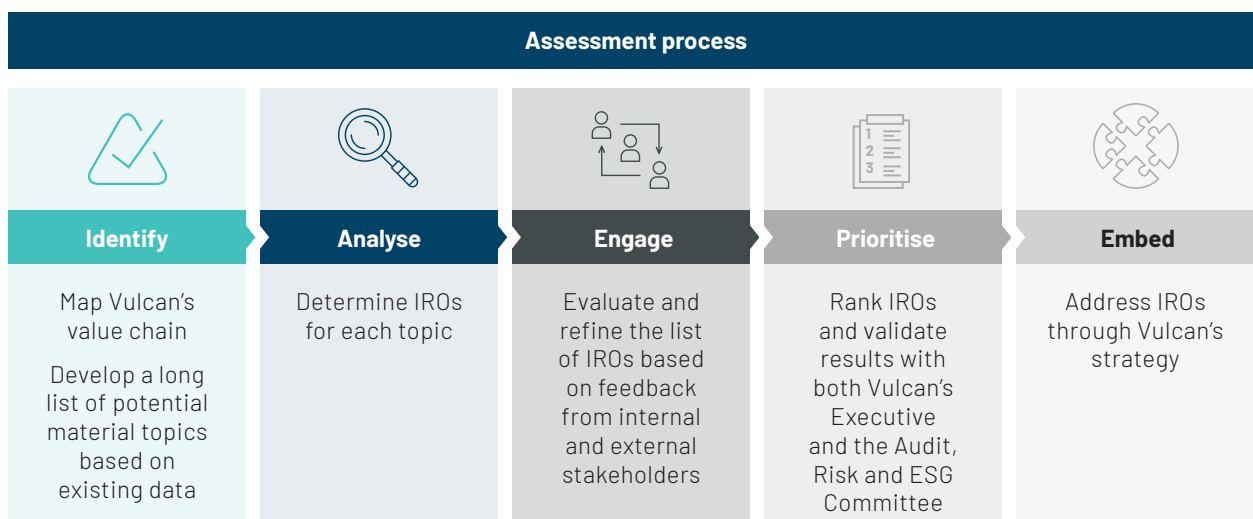 Assessment process
Identify
Map Vulcan's
value chain
Develop a long
list of potential
material topics
based on
existing data
Analyse
Determine IROs
for each topic
Engage
Evaluate and
refine the list
of IROs based
on feedback
from internal
and external
stakeholders
1
2
3
Prioritise
Rank IROs
and validate
results with
both Vulcan's
Executive
and the Audit,
Risk and ESG
Committee
Embed
Address IROs
through Vulcan's
strategy